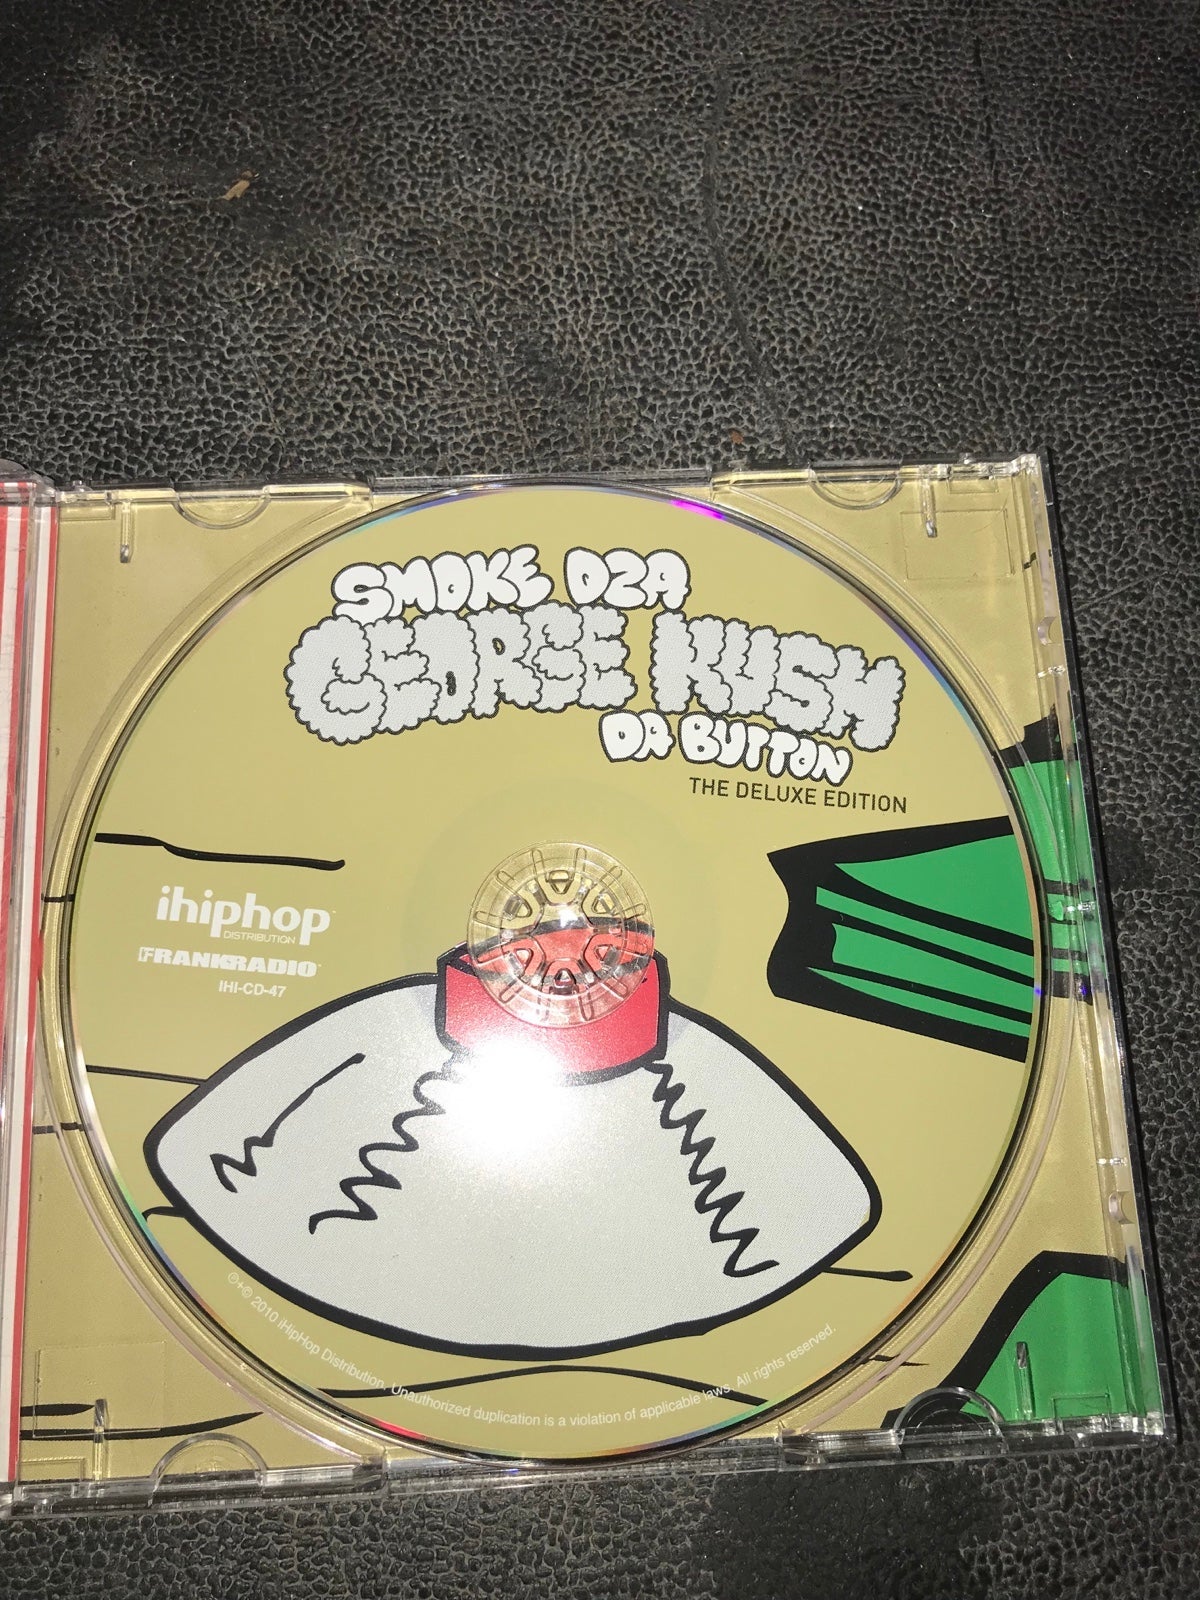 SMOKE DZA
GEORGE KUSH
DA BUTTON
THE DELUXE EDITION
ihiphop
DISTRIBUTION
FRANKRADIO
IHI-CD-47
℗+© 2010 iHipHop Distribution. Unauthorized duplication is a violation of applicable laws. All rights reserved.